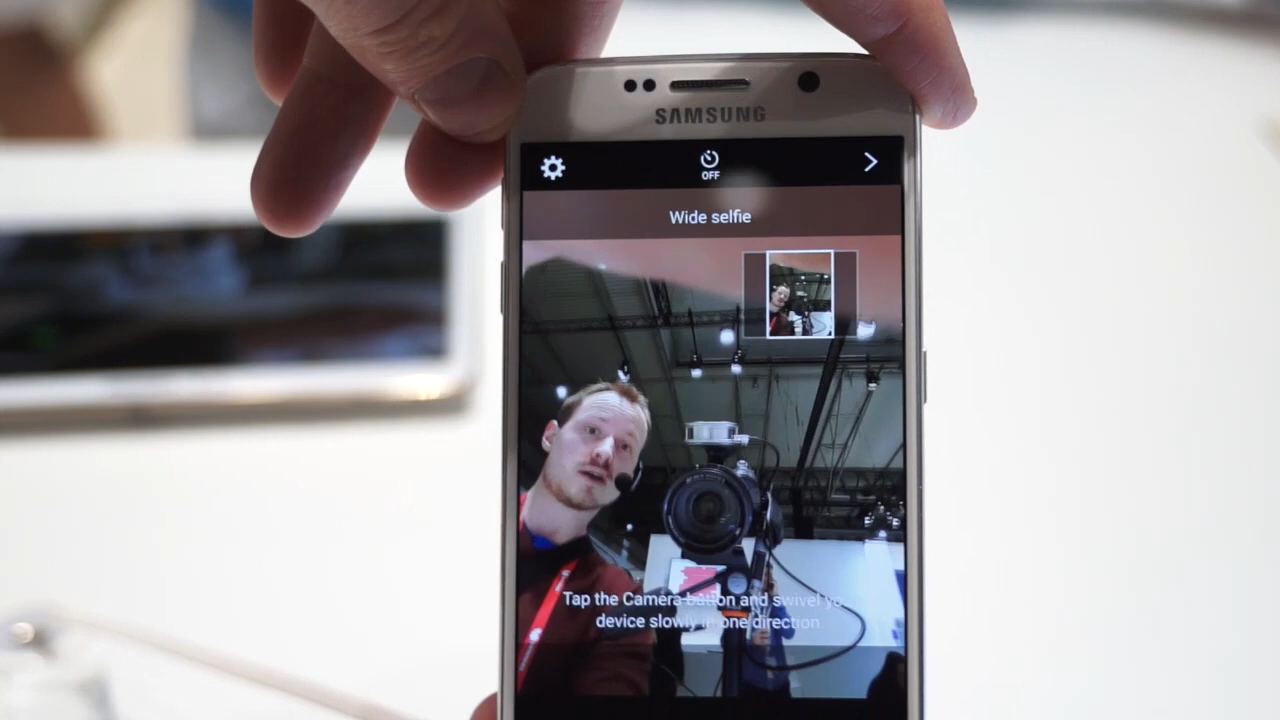 SAMSUNG
OFF
Wide selfie
Tap the Camera button and swivel
device slowly in one direction.